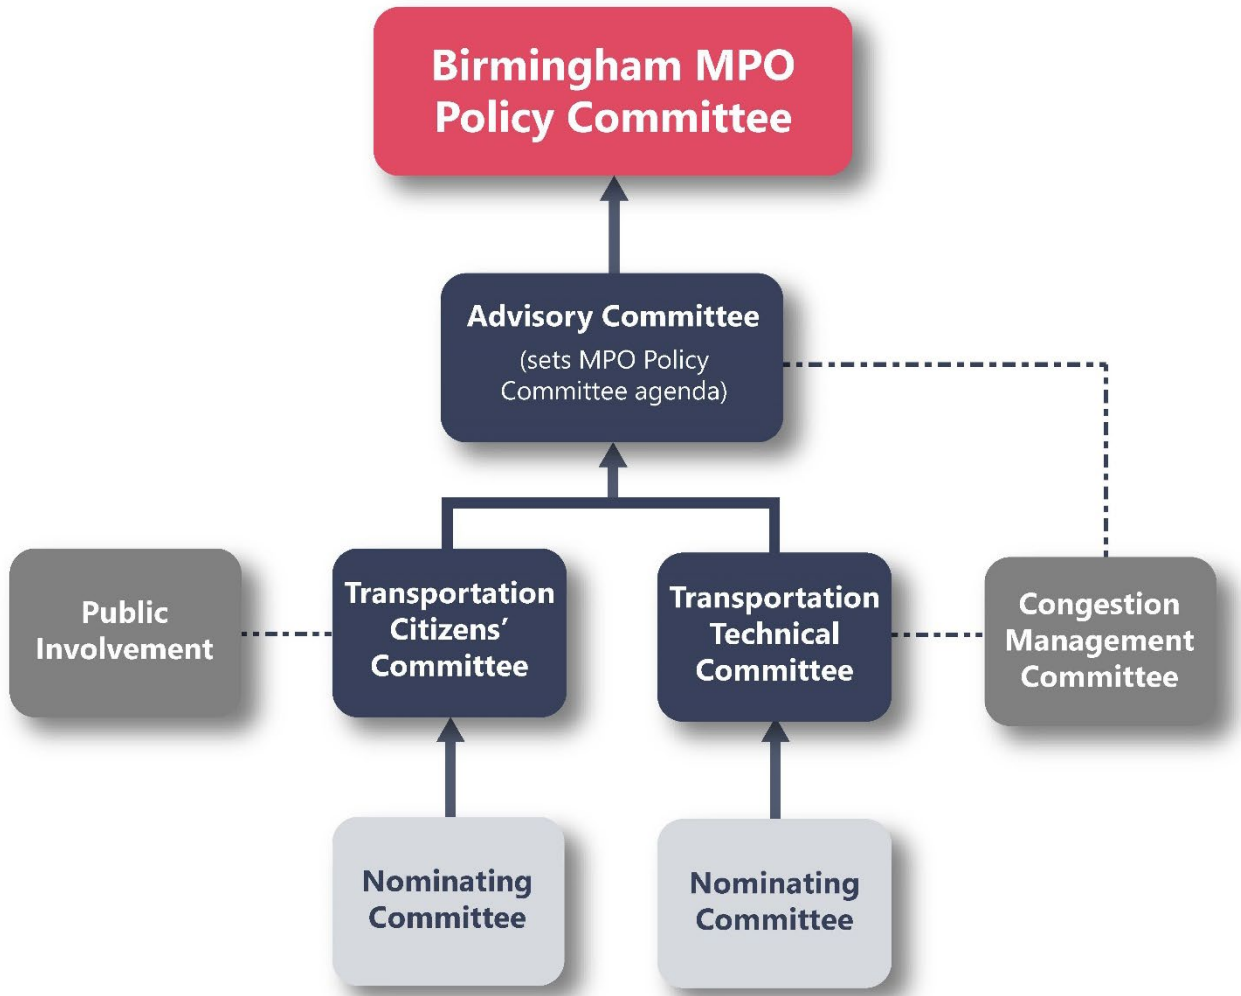 Birmingham MPO
Policy Committee
Advisory Committee
(sets MPO Policy
Committee agenda)
Public
Involvement
Transportation
Citizens’
Committee
Transportation
Technical
Committee
Congestion
Management
Committee
Nominating
Committee
Nominating
Committee